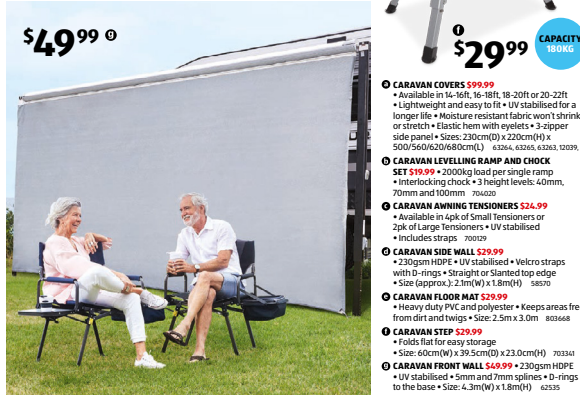 $49⁹⁹ g
f
$29⁹⁹
CAPACITY
180KG
a CARAVAN COVERS $99.99
• Available in 14-16ft, 16-18ft, 18-20ft or 20-22ft
• Lightweight and easy to fit • UV stabilised for a
longer life • Moisture resistant fabric won't shrink
or stretch • Elastic hem with eyelets • 3-zipper
side panel • Sizes: 230cm(D) x 220cm(H) x
500/560/620/680cm(L) 63264, 63265, 63263, 12039,
b CARAVAN LEVELLING RAMP AND CHOCK
SET $19.99 • 2000kg load per single ramp
• Interlocking chock • 3 height levels: 40mm,
70mm and 100mm 704020
c CARAVAN AWNING TENSIONERS $24.99
• Available in 4pk of Small Tensioners or
2pk of Large Tensioners • UV stabilised
• Includes straps 700129
d CARAVAN SIDE WALL $29.99
• 230gsm HDPE • UV stabilised • Velcro straps
with D-rings • Straight or Slanted top edge
• Size (approx.): 2.1m(W) x 1.8m(H) 58570
e CARAVAN FLOOR MAT $29.99
• Heavy duty PVC and polyester • Keeps areas fre
from dirt and twigs • Size: 2.5m x 3.0m 803668
f CARAVAN STEP $29.99
• Folds flat for easy storage
• Size: 60cm(W) x 39.5cm(D) x 23.0cm(H) 703341
g CARAVAN FRONT WALL $49.99 • 230gsm HDPE
• UV stabilised • 5mm and 7mm splines • D-rings
to the base • Size: 4.3m(W) x 1.8m(H) 62535